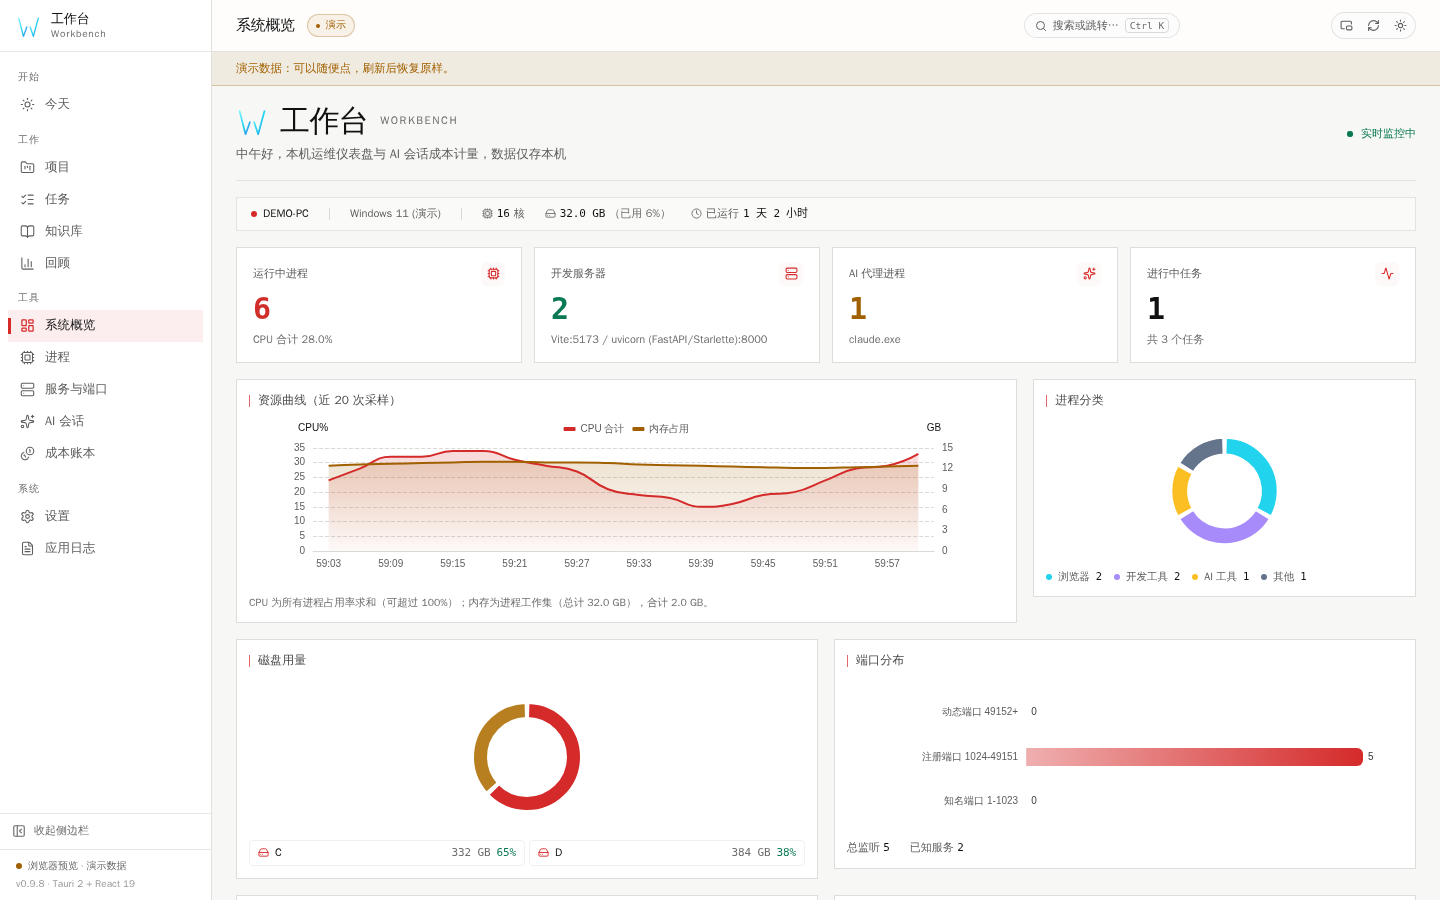 工作台
Workbench
系统概览
演示
搜索或跳转⋯
Ctrl K
开始
今天
工作
项目
任务
知识库
回顾
工具
系统概览
进程
服务与端口
AI 会话
成本账本
系统
设置
应用日志
收起侧边栏
浏览器预览 · 演示数据
v0.9.8 · Tauri 2 + React 19
演示数据：可以随便点，刷新后恢复原样。
工作台 WORKBENCH
中午好，本机运维仪表盘与 AI 会话成本计量，数据仅存本机
实时监控中
DEMO-PC
Windows 11 (演示)
16 核
32.0 GB （已用 6%）
已运行 1 天 2 小时
运行中进程
6
CPU 合计 28.0%
开发服务器
2
Vite:5173 / uvicorn (FastAPI/Starlette):8000
AI 代理进程
1
claude.exe
进行中任务
1
共 3 个任务
资源曲线（近 20 次采样）
CPU%
CPU 合计
内存占用
GB
35
30
25
20
15
10
5
0
15
12
9
6
3
0
59:03
59:09
59:15
59:21
59:27
59:33
59:39
59:45
59:51
59:57
CPU 为所有进程占用率求和（可超过 100%）；内存为进程工作集（总计 32.0 GB），合计 2.0 GB。
进程分类
浏览器 2
开发工具 2
AI 工具 1
其他 1
磁盘用量
C 332 GB 65%
D 384 GB 38%
端口分布
动态端口 49152+ 0
注册端口 1024-49151 5
知名端口 1-1023 0
总监听 5
已知服务 2